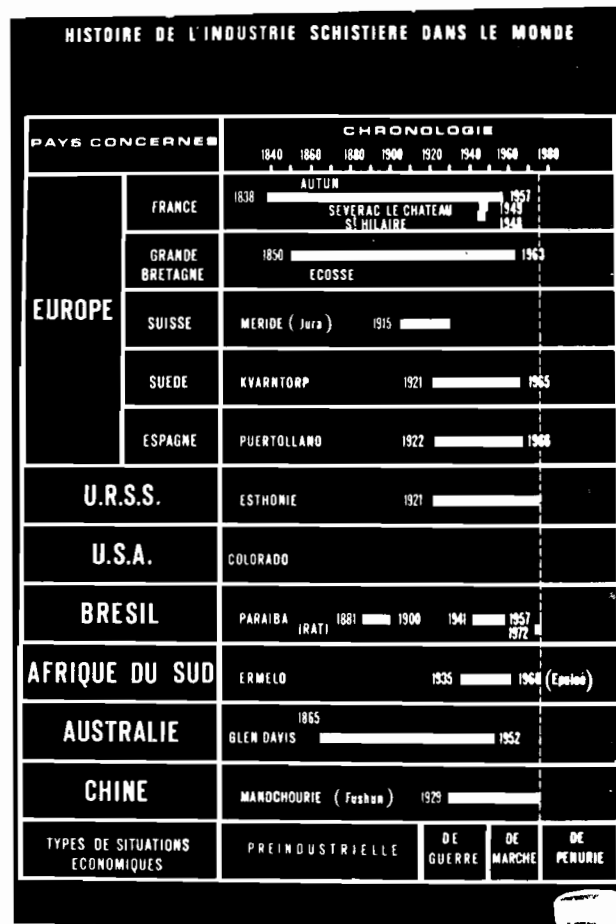 HISTOIRE DE L'INDUSTRIE SCHISTIERE DANS LE MONDE
PAYS CONCERNES
CHRONOLOGIE
1840 1860 1880 1900 1920 1940 1960 1980
EUROPE
FRANCE
AUTUN
1838 1957
SEVERAC LE CHATEAU 1949
St HILAIRE
GRANDE
BRETAGNE
1850 1963
ECOSSE
SUISSE
MERIDE (Jura) 1915
SUEDE
KVARNTORP 1921 1965
ESPAGNE
PUERTOLLANO 1922 1966
U.R.S.S.
ESTHONIE 1921
U.S.A.
COLORADO
BRESIL
PARAIBA 1881 1900 1941 1957
IRATI 1972
AFRIQUE DU SUD
ERMELO 1935 (Epuisé)
AUSTRALIE
1865
GLEN DAVIS 1952
CHINE
MANDCHOURIE (Fushun) 1929
TYPES DE SITUATIONS
ECONOMIQUES
PREINDUSTRIELLE
DE
GUERRE
DE
MARCHE
DE
PENURIE